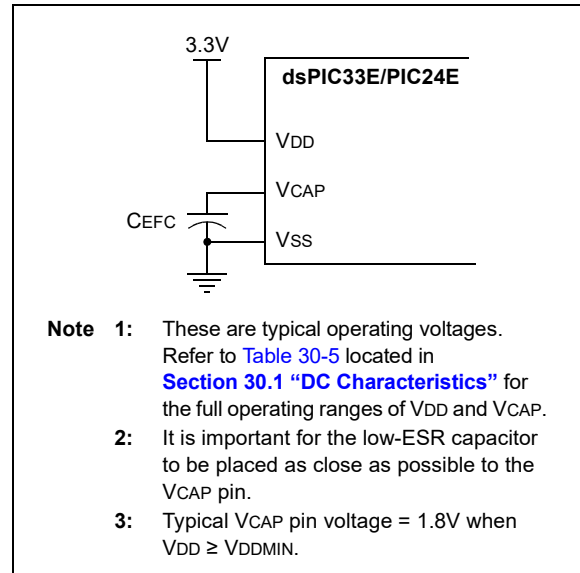 3.3V
dsPIC33E/PIC24E
VDD
VCAP
CEFC
VSS
Note 1: These are typical operating voltages.
Refer to Table 30-5 located in
Section 30.1 “DC Characteristics” for
the full operating ranges of VDD and VCAP.
2: It is important for the low-ESR capacitor
to be placed as close as possible to the
VCAP pin.
3: Typical VCAP pin voltage = 1.8V when
VDD ≥ VDDMIN.